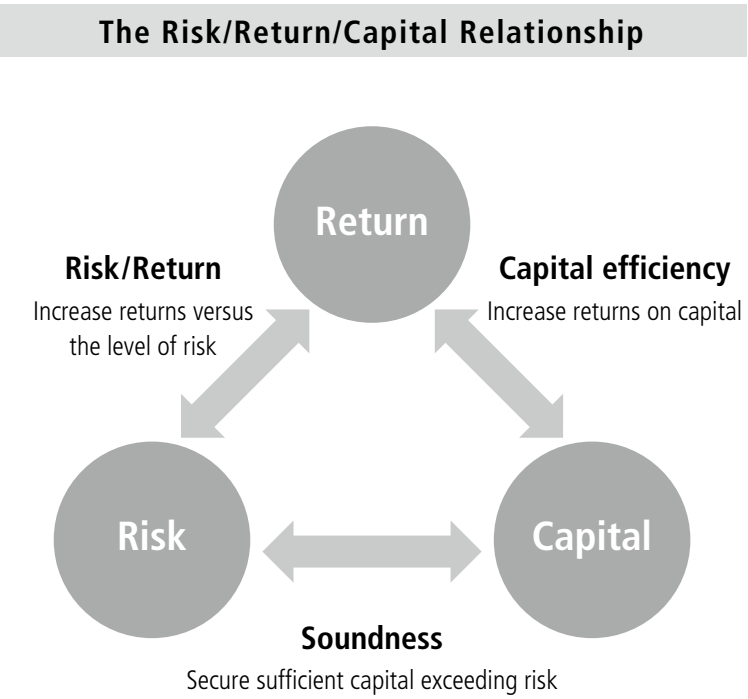 The Risk/Return/Capital Relationship
Return
Risk/Return
Increase returns versus
the level of risk
Capital efficiency
Increase returns on capital
Risk
Capital
Soundness
Secure sufficient capital exceeding risk